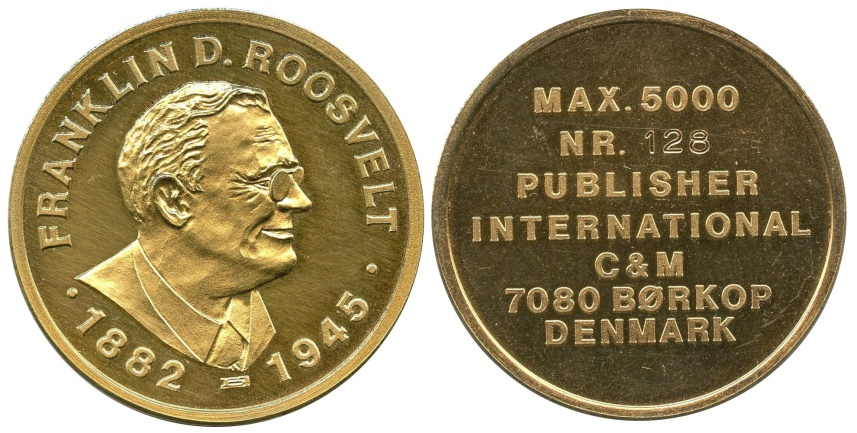 FRANKLIN D. ROOSVELT
· 1882 1945 ·
MAX. 5000
NR. 128
PUBLISHER
INTERNATIONAL
C & M
7080 BØRKOP
DENMARK